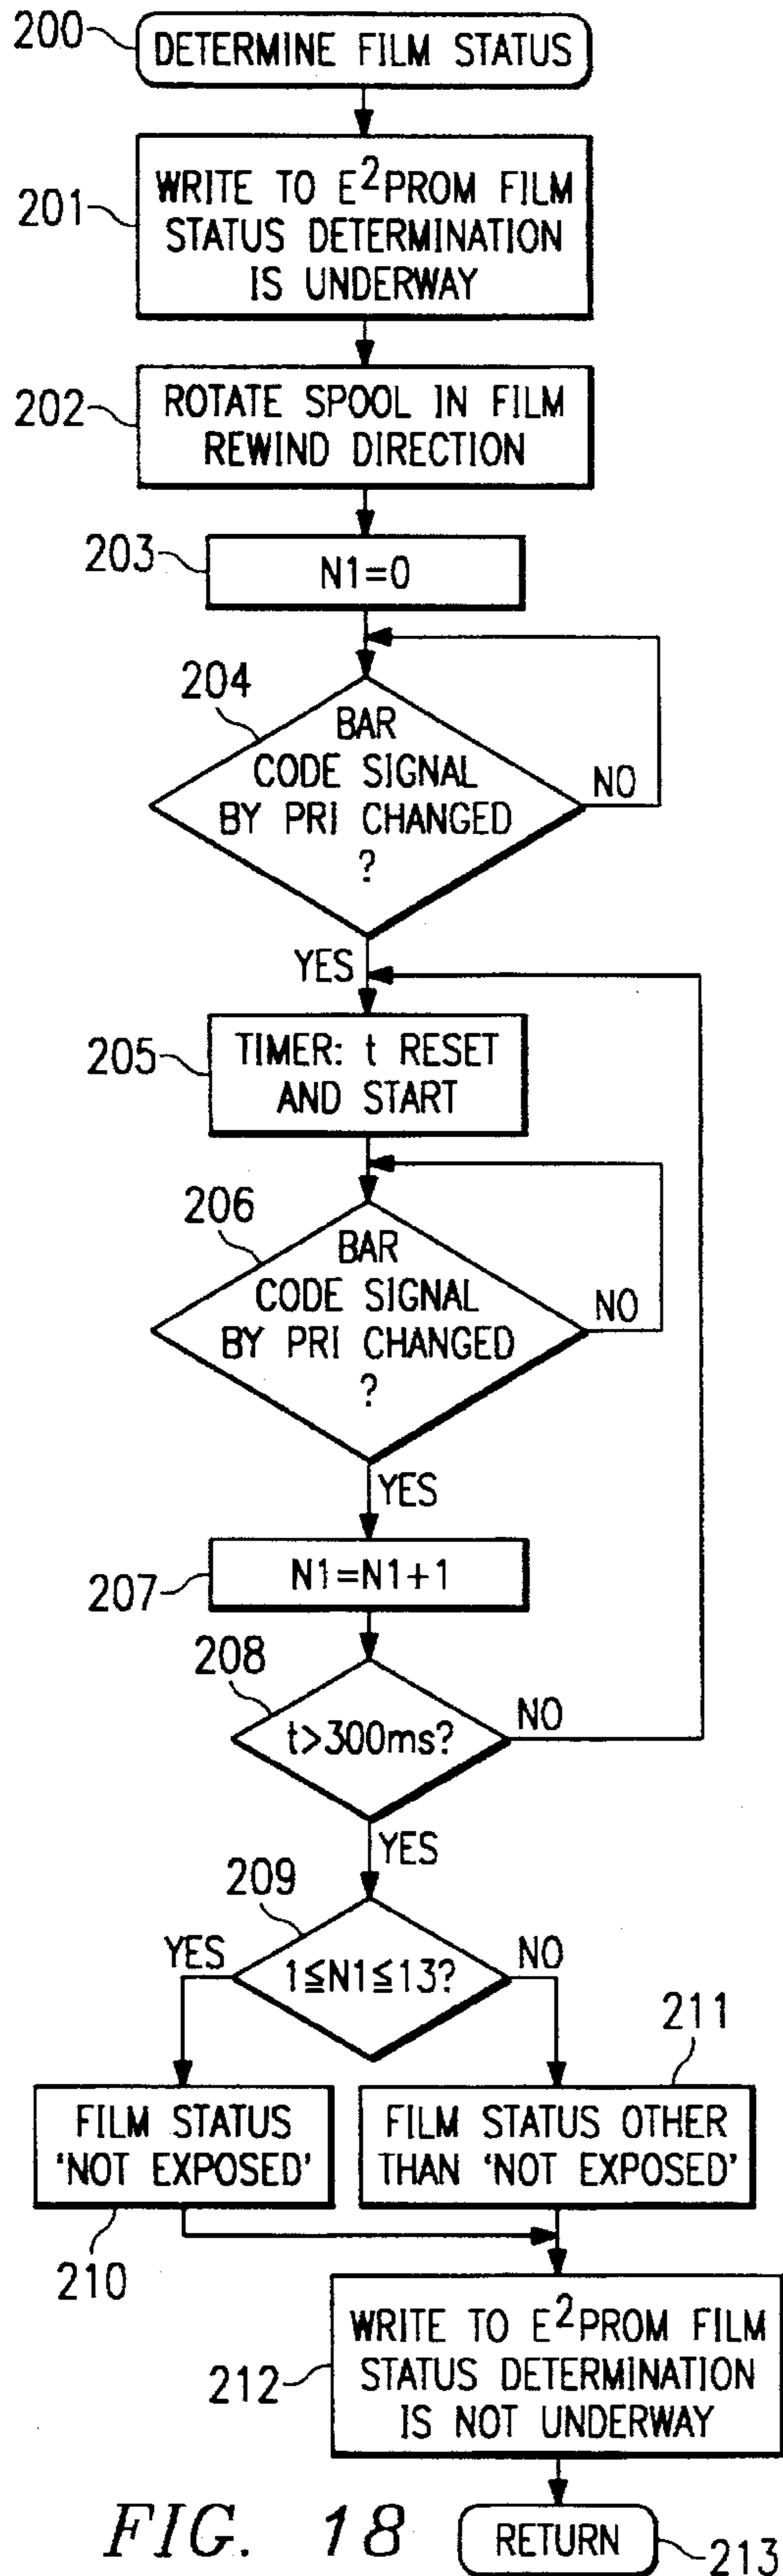 200
DETERMINE FILM STATUS
201
WRITE TO E²PROM FILM
STATUS DETERMINATION
IS UNDERWAY
202
ROTATE SPOOL IN FILM
REWIND DIRECTION
203
N1=0
204
BAR
CODE SIGNAL
BY PRI CHANGED
?
NO
YES
205
TIMER: t RESET
AND START
206
BAR
CODE SIGNAL
BY PRI CHANGED
?
NO
YES
207
N1=N1+1
208
t>300ms?
NO
YES
209
1≦N1≦13?
YES
NO
211
FILM STATUS
'NOT EXPOSED'
210
FILM STATUS OTHER
THAN 'NOT EXPOSED'
212
WRITE TO E²PROM FILM
STATUS DETERMINATION
IS NOT UNDERWAY
FIG. 18
RETURN
213